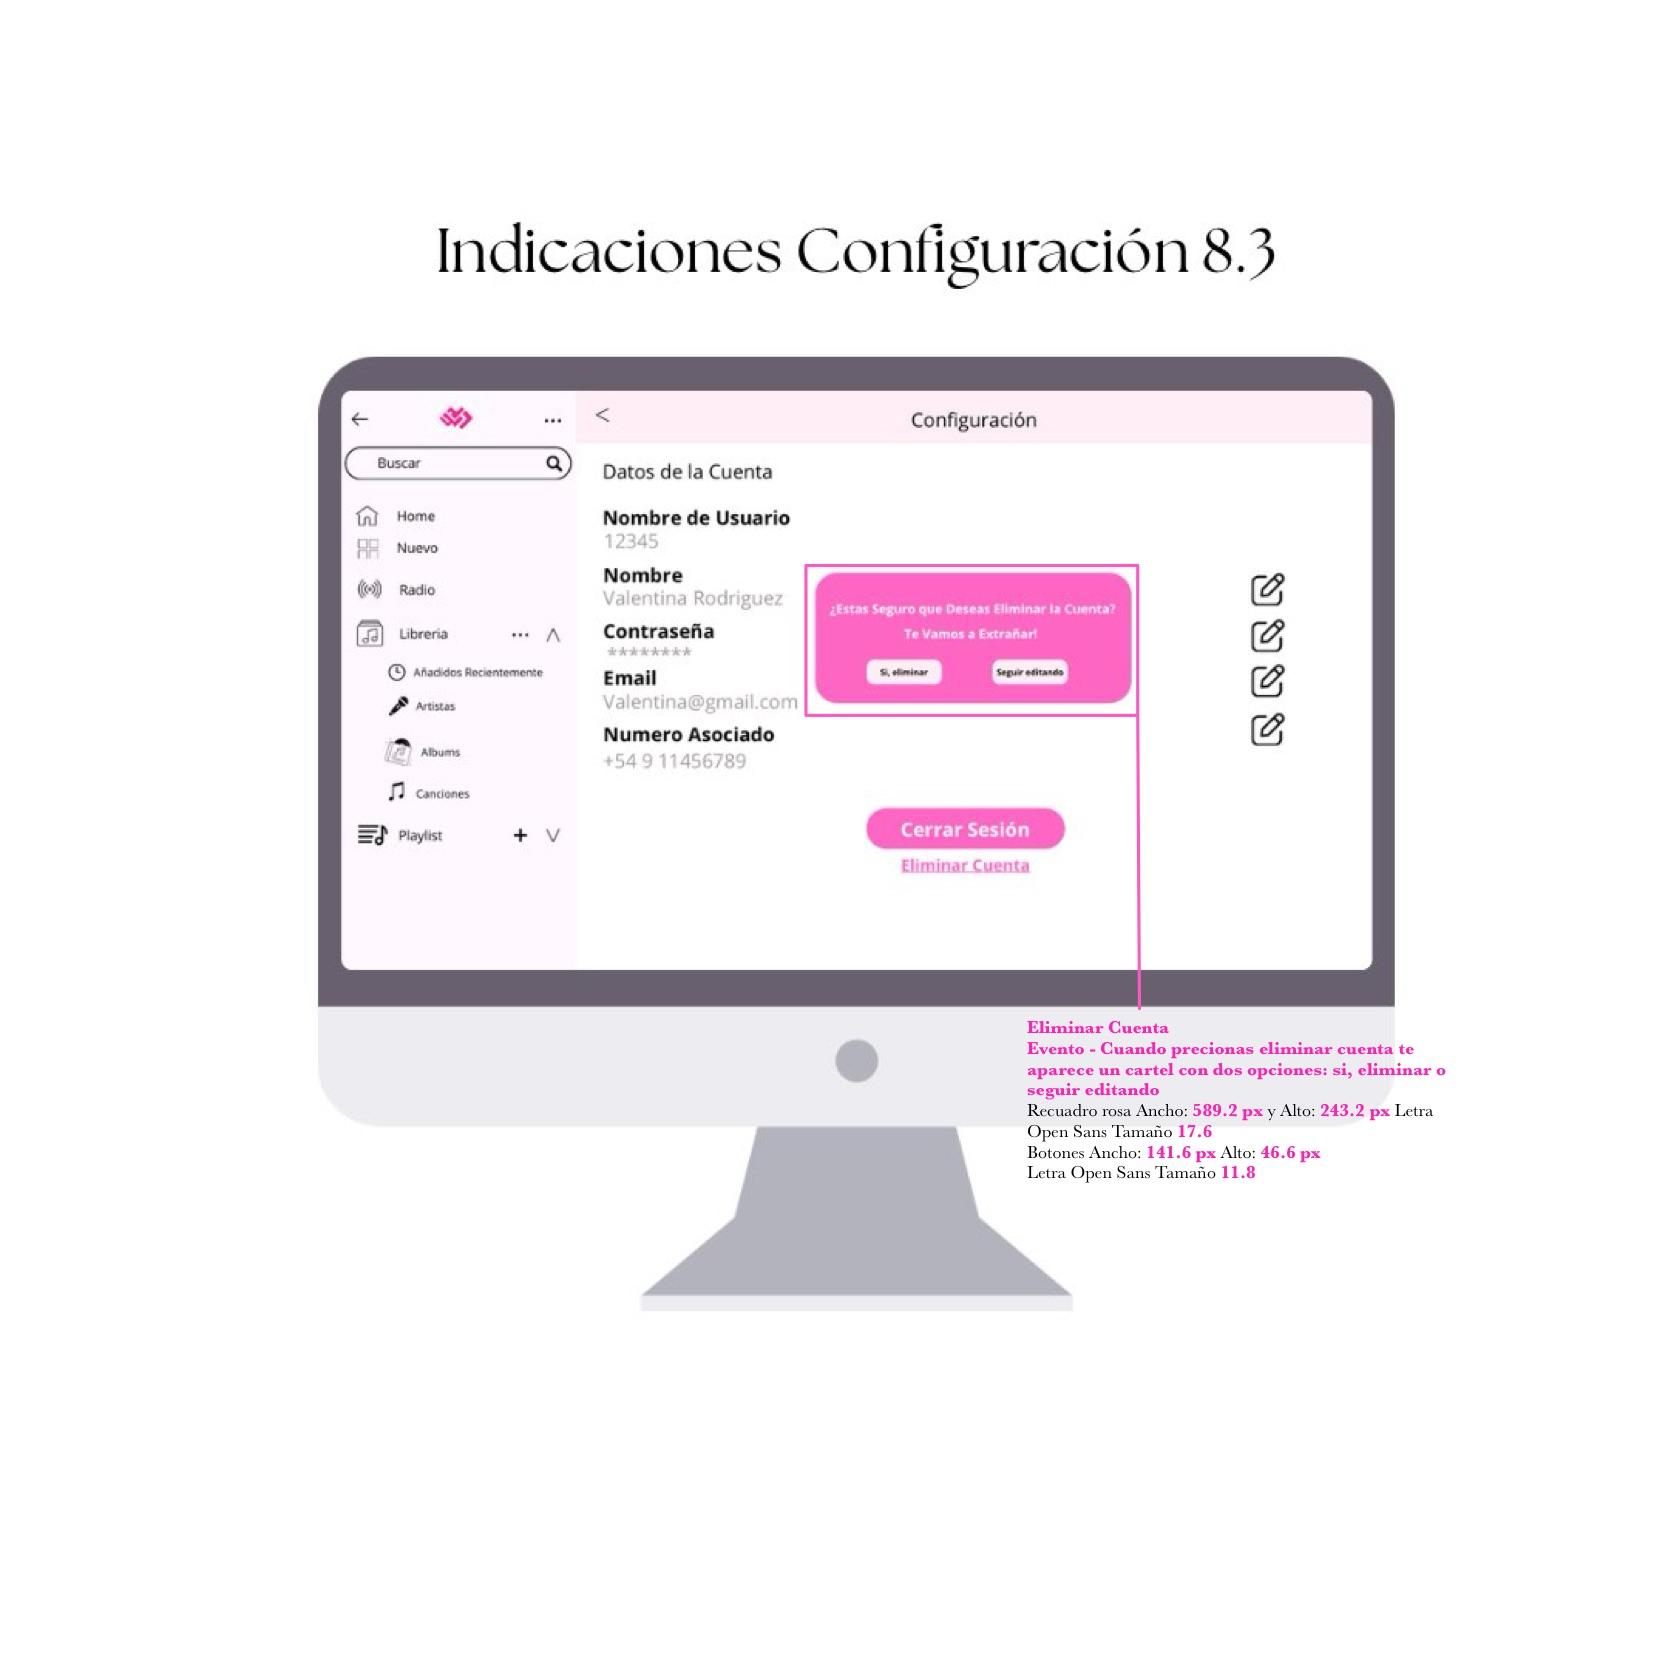 Indicaciones Configuración 8.3
Buscar
Home
Nuevo
Radio
Libreria
Añadidos Recientemente
Artistas
Albums
Canciones
Playlist
Configuración
Datos de la Cuenta
Nombre de Usuario
12345
Nombre
Valentina Rodriguez
Contraseña
********
Email
Valentina@gmail.com
Numero Asociado
+54 9 11456789
¿Estas Seguro que Deseas Eliminar la Cuenta?
Te Vamos a Extrañar!
Si, eliminar
Seguir editando
Cerrar Sesión
Eliminar Cuenta
Eliminar Cuenta
Evento - Cuando precionas eliminar cuenta te
aparece un cartel con dos opciones: si, eliminar o
seguir editando
Recuadro rosa Ancho: 589.2 px y Alto: 243.2 px Letra
Open Sans Tamaño 17.6
Botones Ancho: 141.6 px Alto: 46.6 px
Letra Open Sans Tamaño 11.8